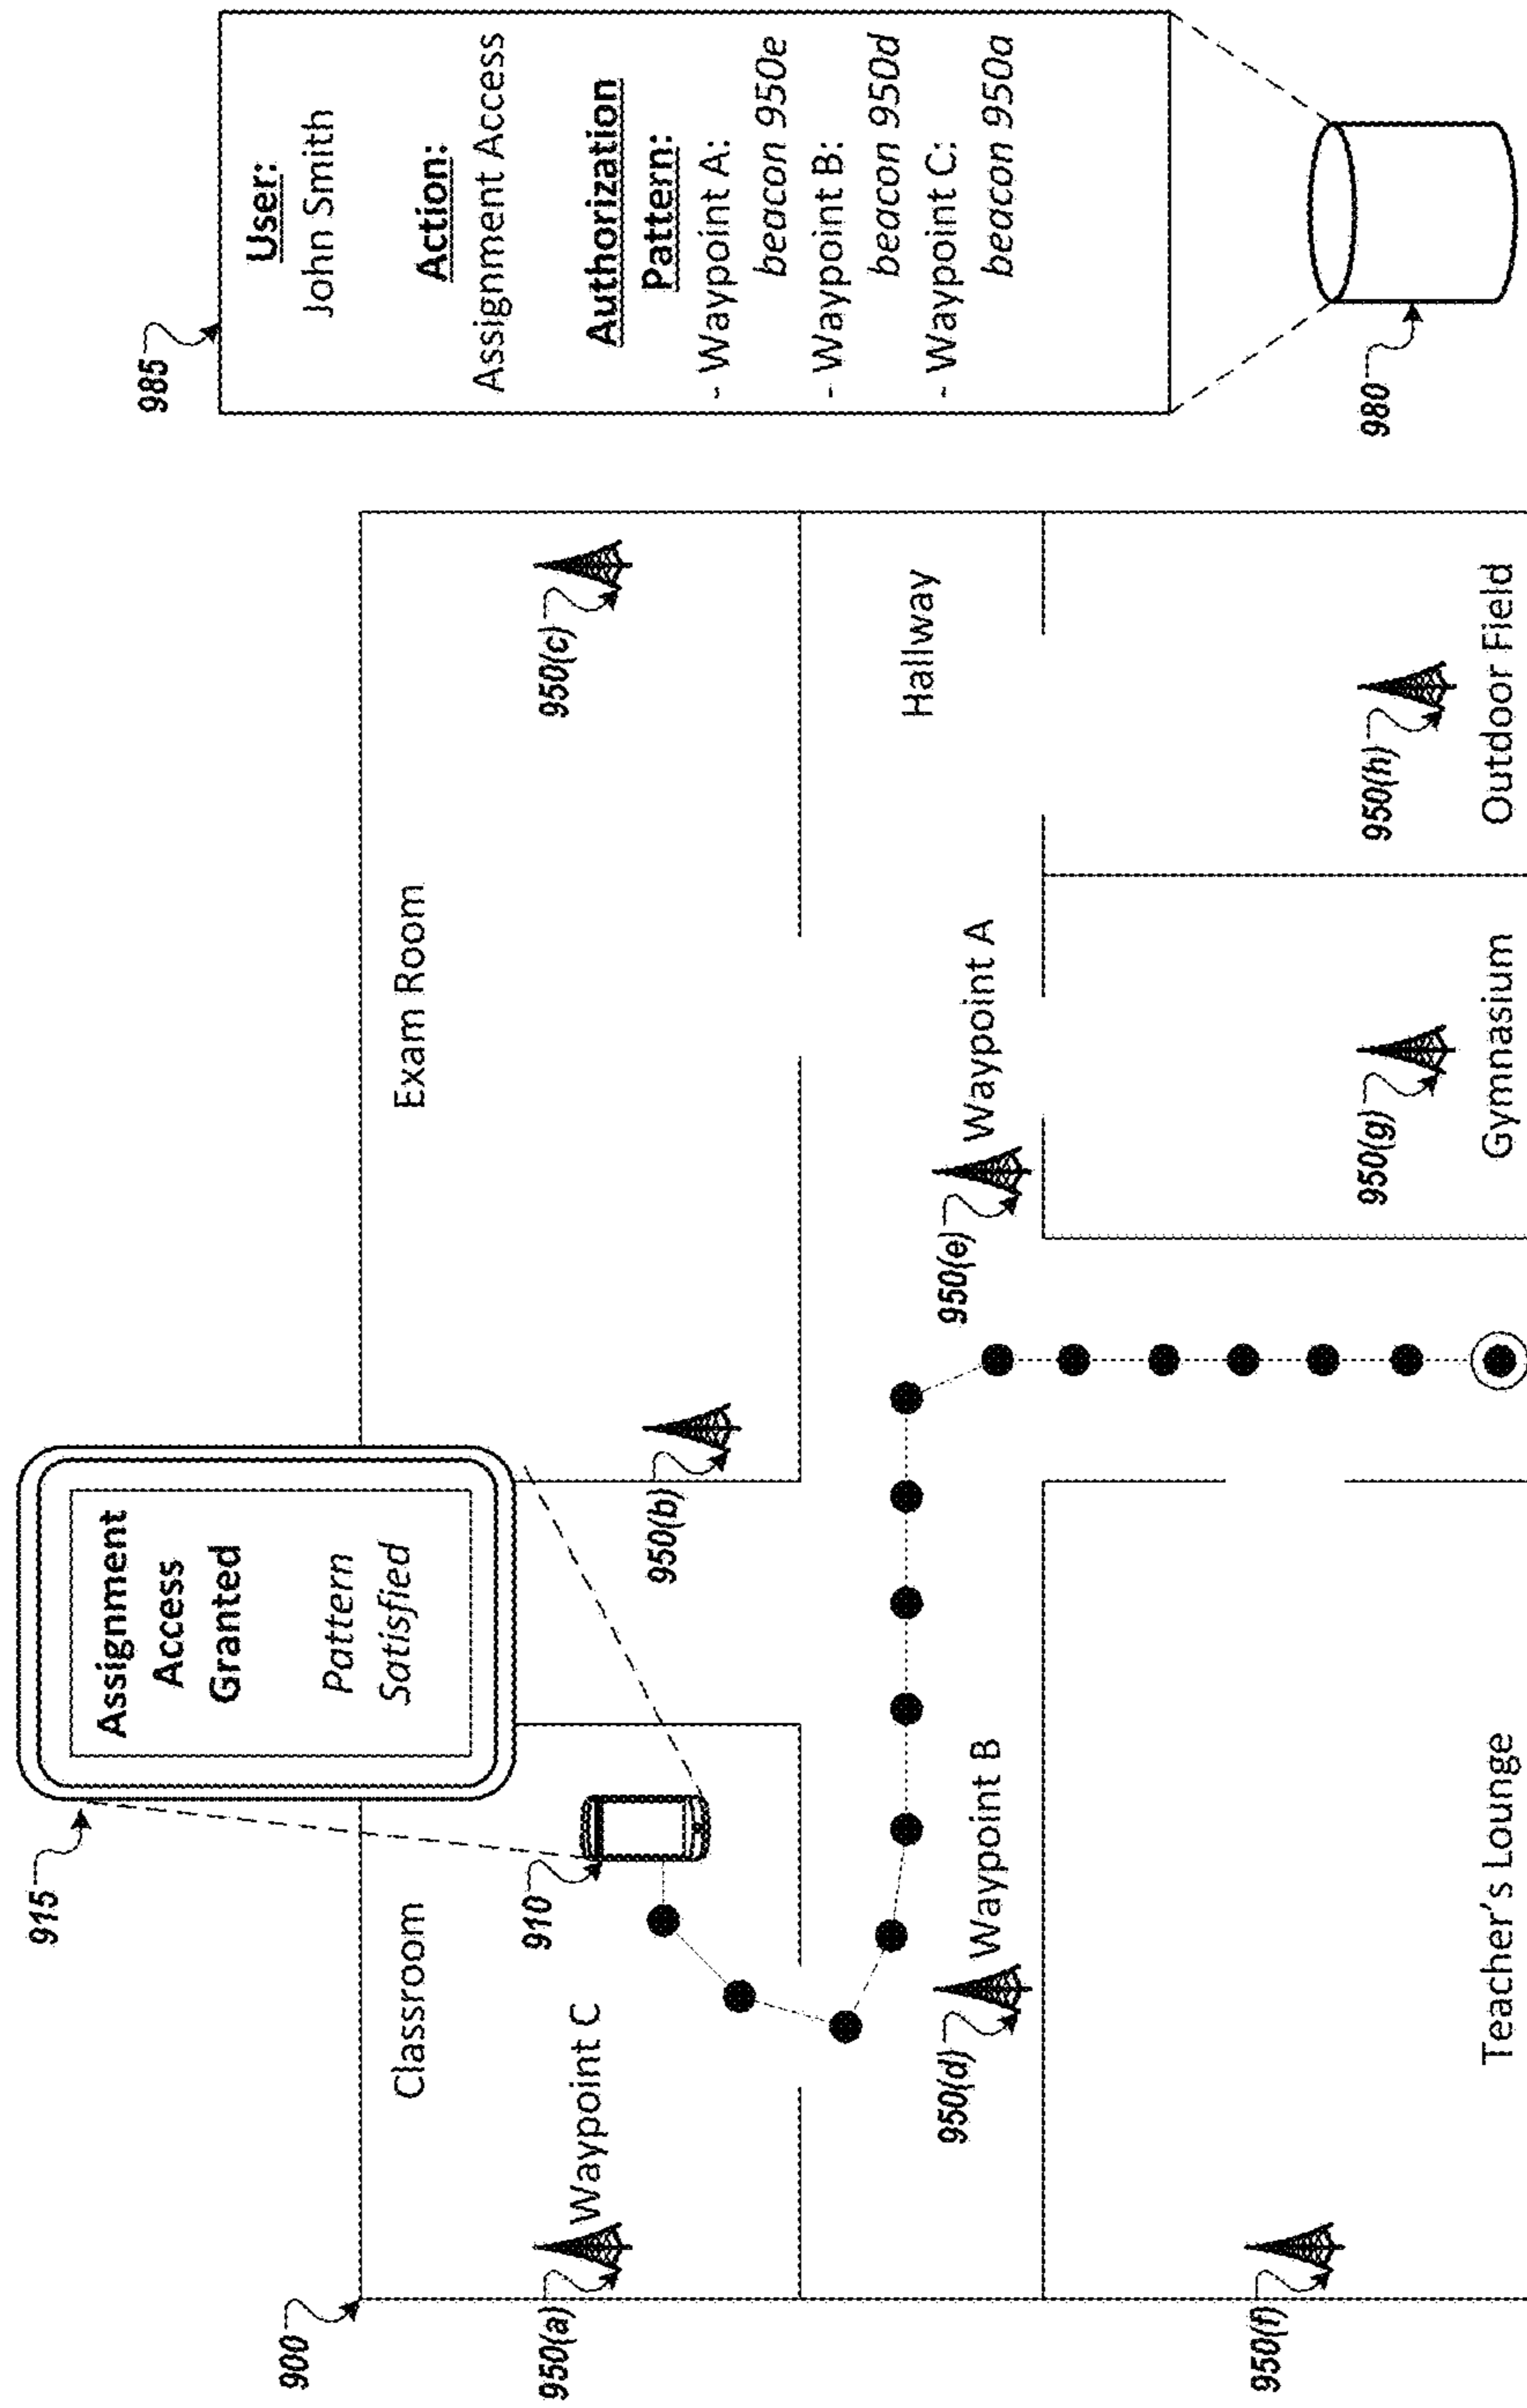 985
User:
John Smith
Action:
Assignment Access
Authorization
Pattern:
- Waypoint A:
beacon 950e
- Waypoint B:
beacon 950d
- Waypoint C:
beacon 950a
980
915
Assignment
Access
Granted
Pattern
Satisfied
900
Classroom
Exam Room
910
950(a)
Waypoint C
950(b)
950(c)
Hallway
950(d)
Waypoint B
950(e)
Waypoint A
950(f)
Teacher's Lounge
950(g)
Gymnasium
950(h)
Outdoor Field